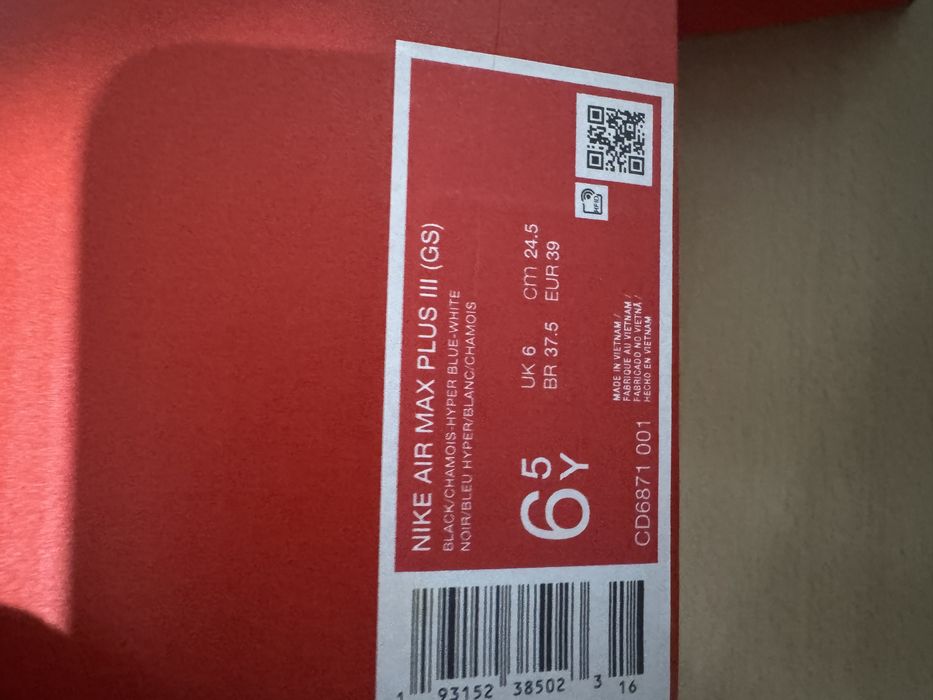 NIKE AIR MAX PLUS III (GS)
BLACK/CHAMOIS-HYPER BLUE-WHITE
NOIR/BLEU HYPER/BLANC/CHAMOIS
6 5 Y
UK 6 cm 24.5
BR 37.5 EUR 39
CD6871 001
MADE IN VIETNAM /
FABRIQUE AU VIETNAM /
FABRICADO NO VIETNÃ /
HECHO EN VIETNAM
1 93152 38502 3 16